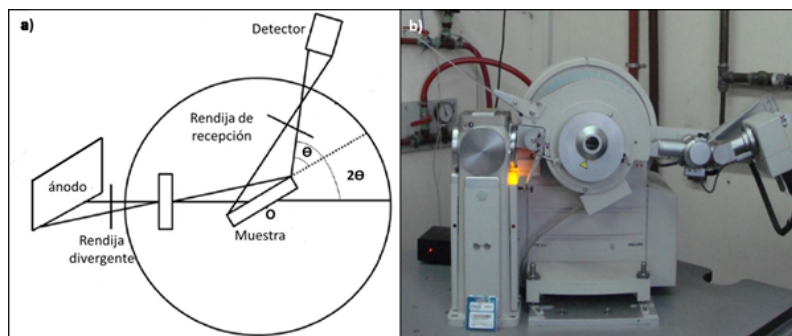 a)
Detector
Rendija de
recepción
Θ
2Θ
ánodo
O
Muestra
Rendija
divergente
b)